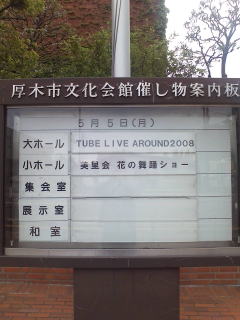 厚木市文化会館催し物案内板
5月5日(月)
大ホール TUBE LIVE AROUND2008
小ホール 美星会 花の舞踊ショー
集会室
展示室
和室